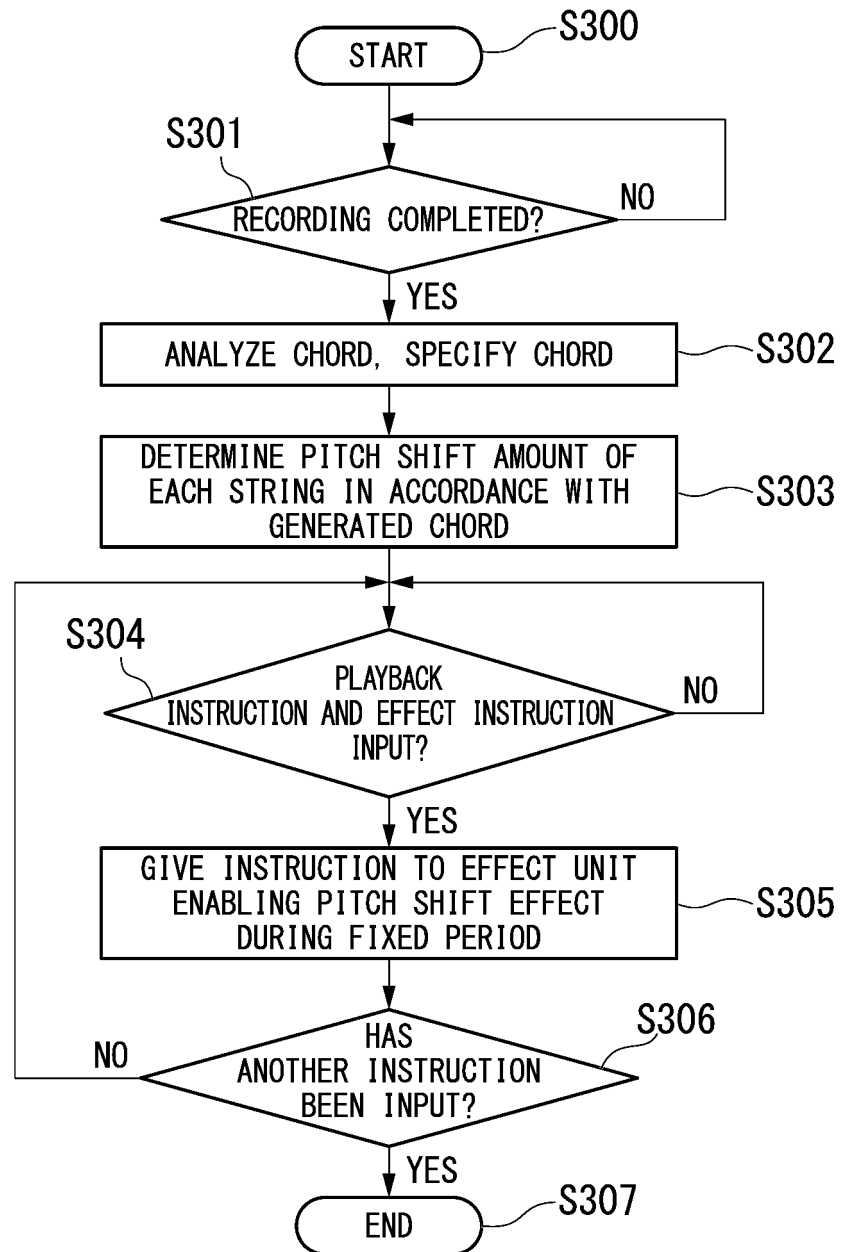 START
S300
S301
RECORDING COMPLETED?
NO
YES
ANALYZE CHORD, SPECIFY CHORD
S302
DETERMINE PITCH SHIFT AMOUNT OF
EACH STRING IN ACCORDANCE WITH
GENERATED CHORD
S303
S304
PLAYBACK
INSTRUCTION AND EFFECT INSTRUCTION
INPUT?
NO
YES
GIVE INSTRUCTION TO EFFECT UNIT
ENABLING PITCH SHIFT EFFECT
DURING FIXED PERIOD
S305
S306
HAS
ANOTHER INSTRUCTION
BEEN INPUT?
NO
YES
END
S307